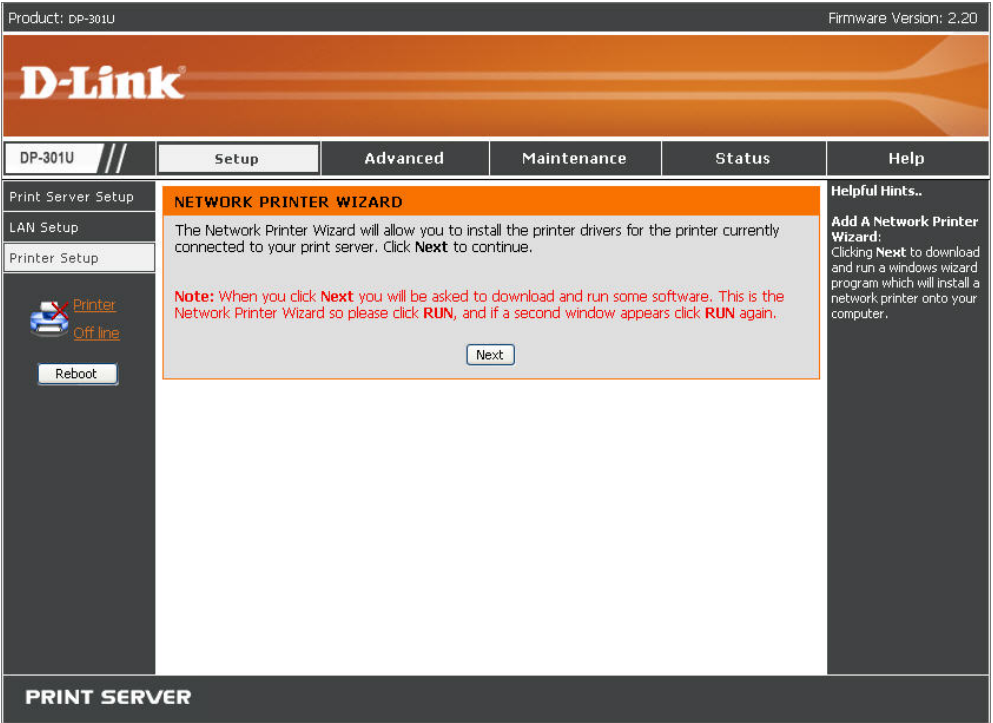 Product: DP-301U
Firmware Version: 2.20
D-Link®
DP-301U
Setup
Advanced
Maintenance
Status
Help
Print Server Setup
LAN Setup
Printer Setup
Printer
Off line
Reboot
NETWORK PRINTER WIZARD
The Network Printer Wizard will allow you to install the printer drivers for the printer currently
connected to your print server. Click Next to continue.
Note: When you click Next you will be asked to download and run some software. This is the
Network Printer Wizard so please click RUN, and if a second window appears click RUN again.
Next
Helpful Hints..
Add A Network Printer
Wizard:
Clicking Next to download
and run a windows wizard
program which will install a
network printer onto your
computer.
PRINT SERVER